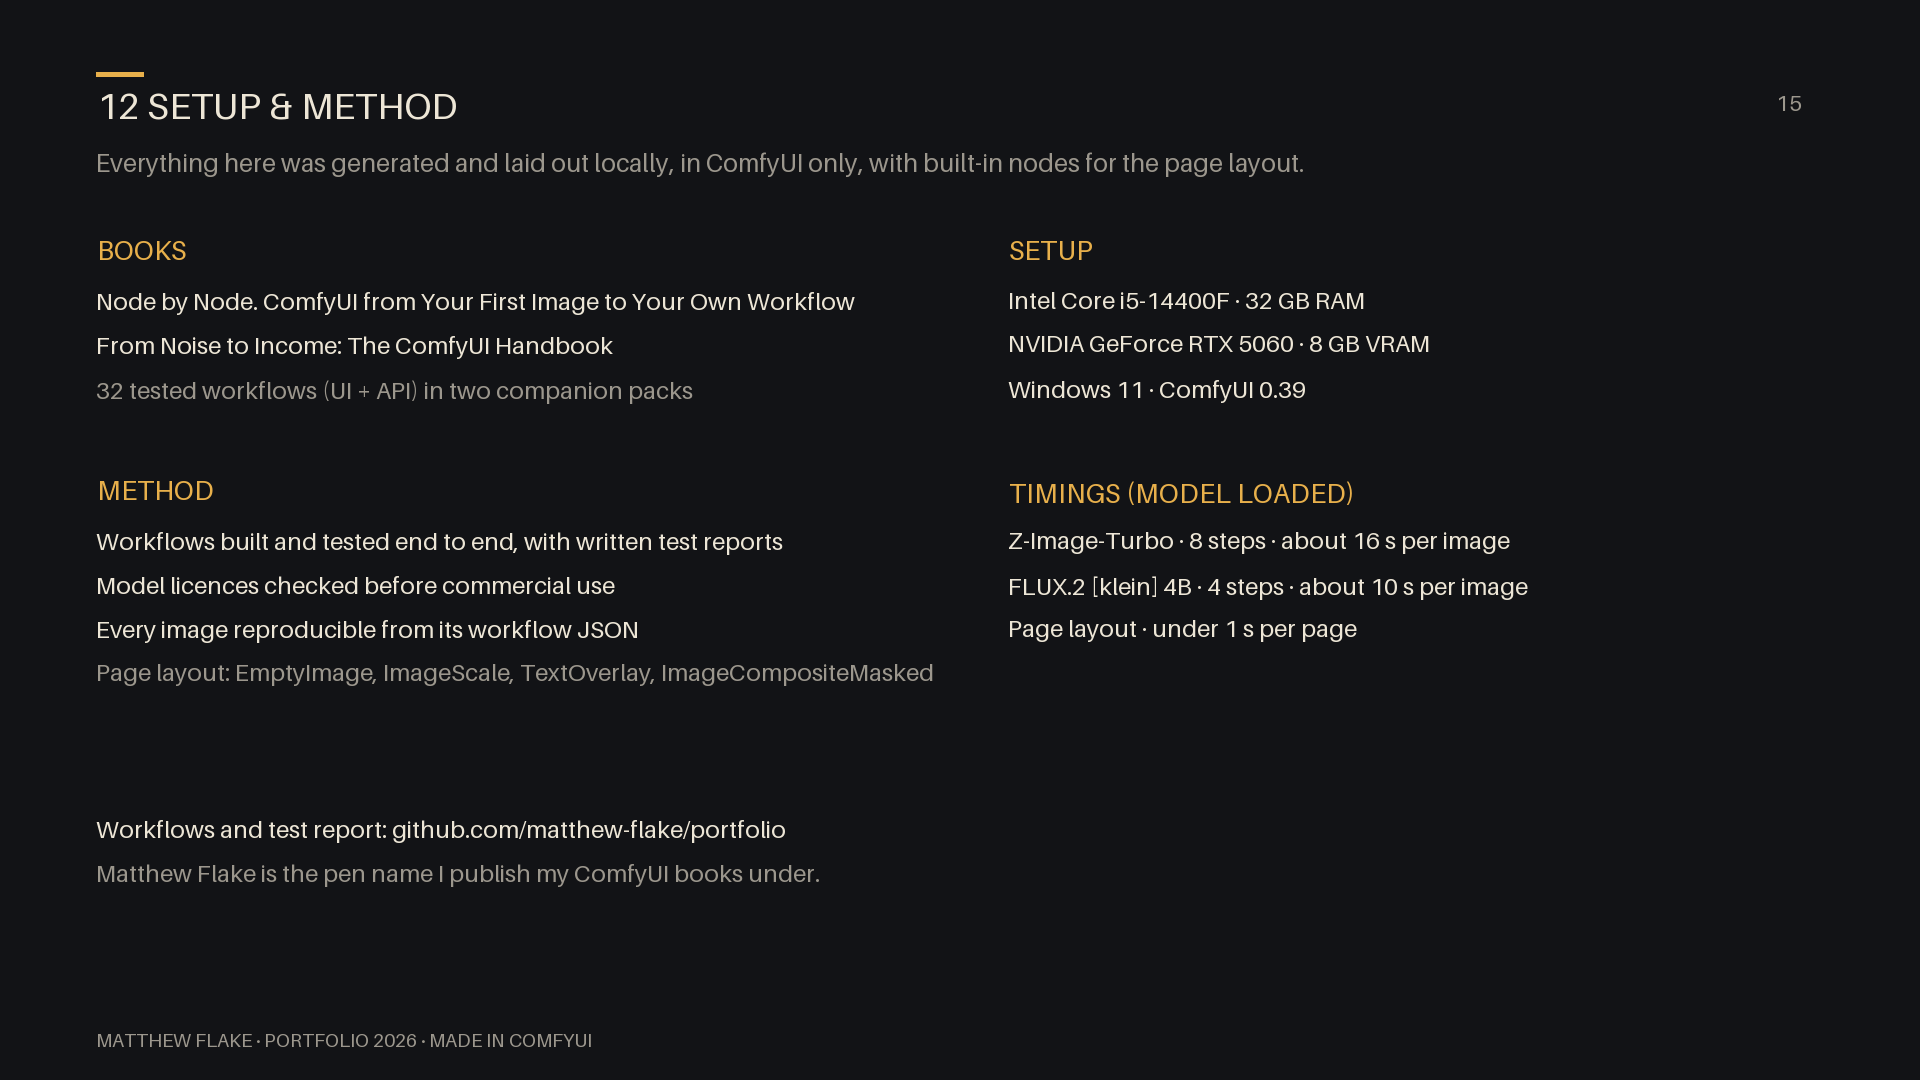 12 SETUP & METHOD
15
Everything here was generated and laid out locally, in ComfyUI only, with built-in nodes for the page layout.
BOOKS
Node by Node. ComfyUI from Your First Image to Your Own Workflow
From Noise to Income: The ComfyUI Handbook
32 tested workflows (UI + API) in two companion packs
SETUP
Intel Core i5-14400F · 32 GB RAM
NVIDIA GeForce RTX 5060 · 8 GB VRAM
Windows 11 · ComfyUI 0.39
METHOD
Workflows built and tested end to end, with written test reports
Model licences checked before commercial use
Every image reproducible from its workflow JSON
Page layout: EmptyImage, ImageScale, TextOverlay, ImageCompositeMasked
TIMINGS (MODEL LOADED)
Z-Image-Turbo · 8 steps · about 16 s per image
FLUX.2 [klein] 4B · 4 steps · about 10 s per image
Page layout · under 1 s per page
Workflows and test report: github.com/matthew-flake/portfolio
Matthew Flake is the pen name I publish my ComfyUI books under.
MATTHEW FLAKE · PORTFOLIO 2026 · MADE IN COMFYUI